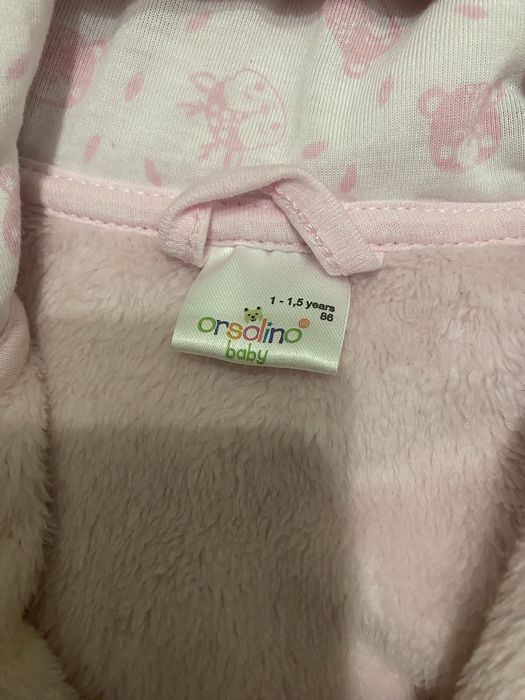 1 - 1,5 years
86
orsolino
baby